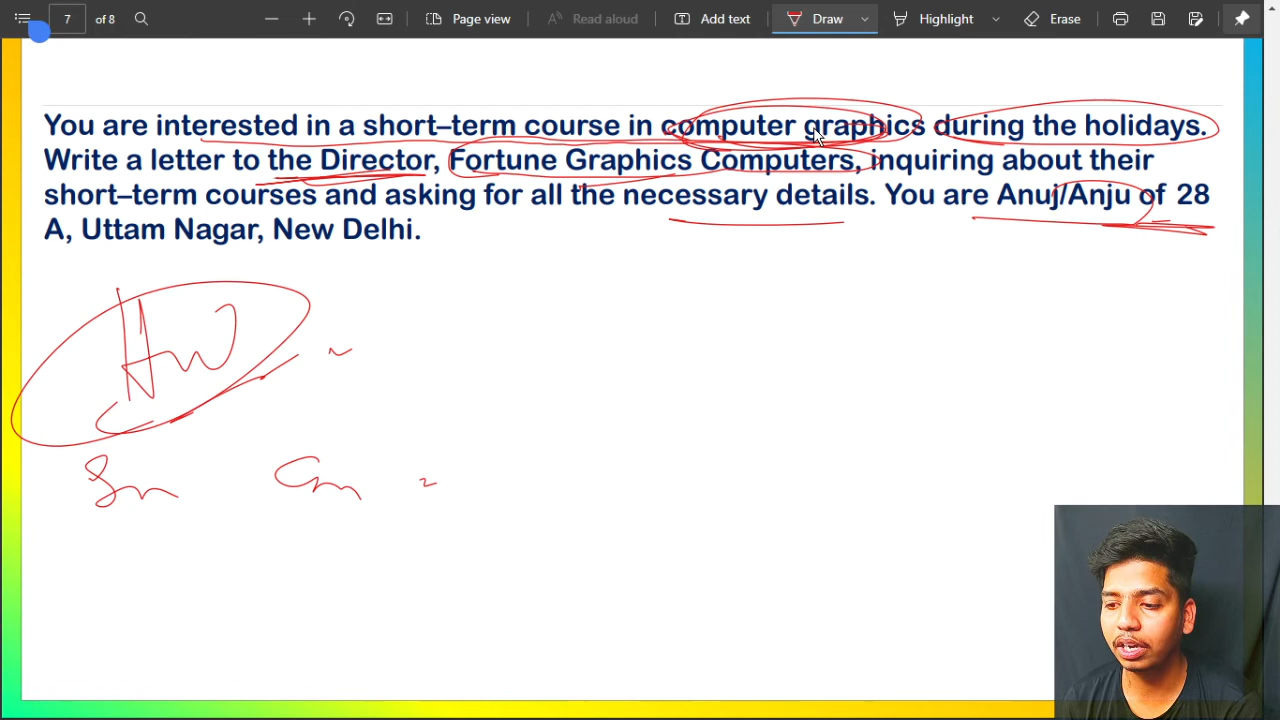 7 of 8 Page view Read aloud Add text Draw Highlight Erase
You are interested in a short–term course in computer graphics during the holidays.
Write a letter to the Director, Fortune Graphics Computers, inquiring about their
short–term courses and asking for all the necessary details. You are Anuj/Anju of 28
A, Uttam Nagar, New Delhi.
HW